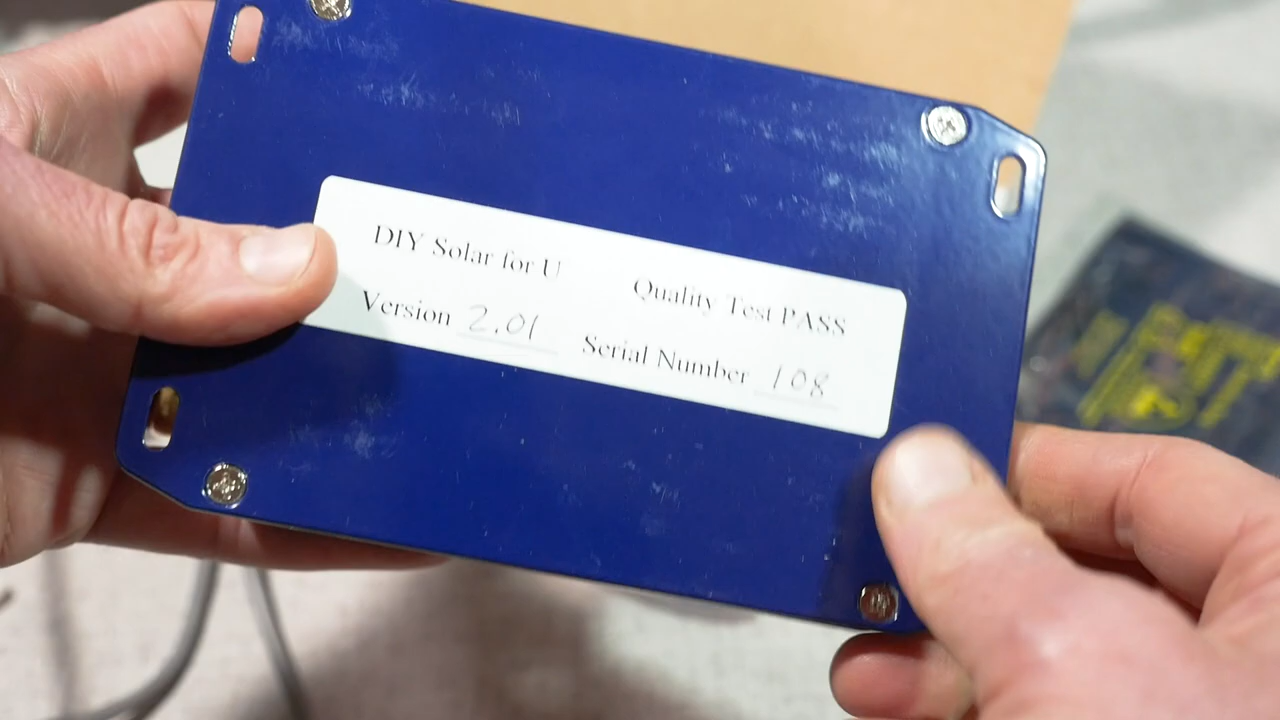 DIY Solar for U
Quality Test PASS
Version 2.01
Serial Number 108